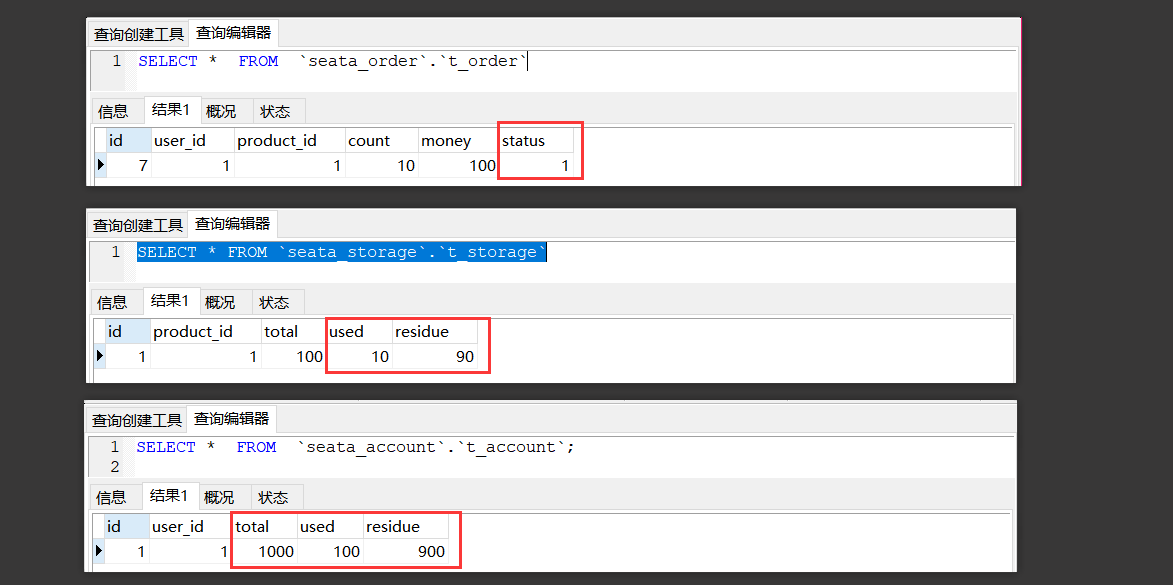 查询创建工具 查询编辑器
1 SELECT * FROM `seata_order`.`t_order`
信息 结果1 概况 状态
id user_id product_id count money status
7 1 1 10 100 1
查询创建工具 查询编辑器
1 SELECT * FROM `seata_storage`.`t_storage`
信息 结果1 概况 状态
id product_id total used residue
1 1 100 10 90
查询创建工具 查询编辑器
1 SELECT * FROM `seata_account`.`t_account`;
2
信息 结果1 概况 状态
id user_id total used residue
1 1 1000 100 900